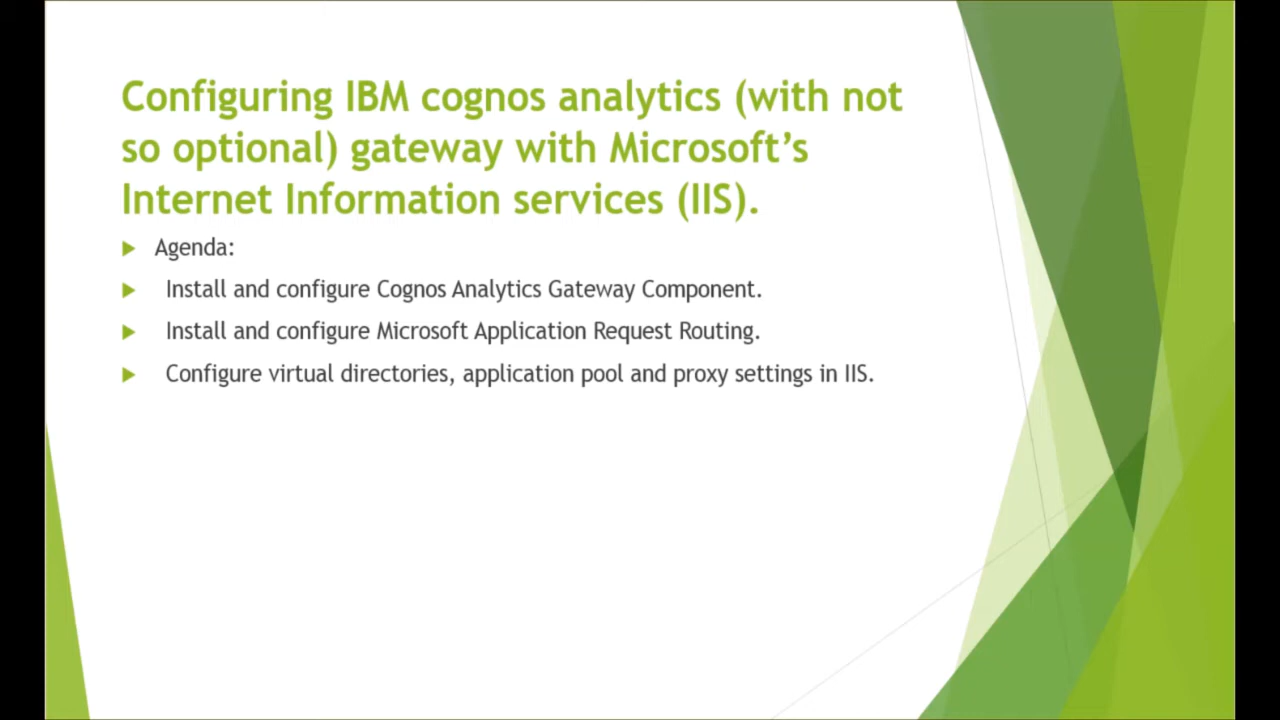 Configuring IBM cognos analytics (with not
so optional) gateway with Microsoft’s
Internet Information services (IIS).
Agenda:
Install and configure Cognos Analytics Gateway Component.
Install and configure Microsoft Application Request Routing.
Configure virtual directories, application pool and proxy settings in IIS.